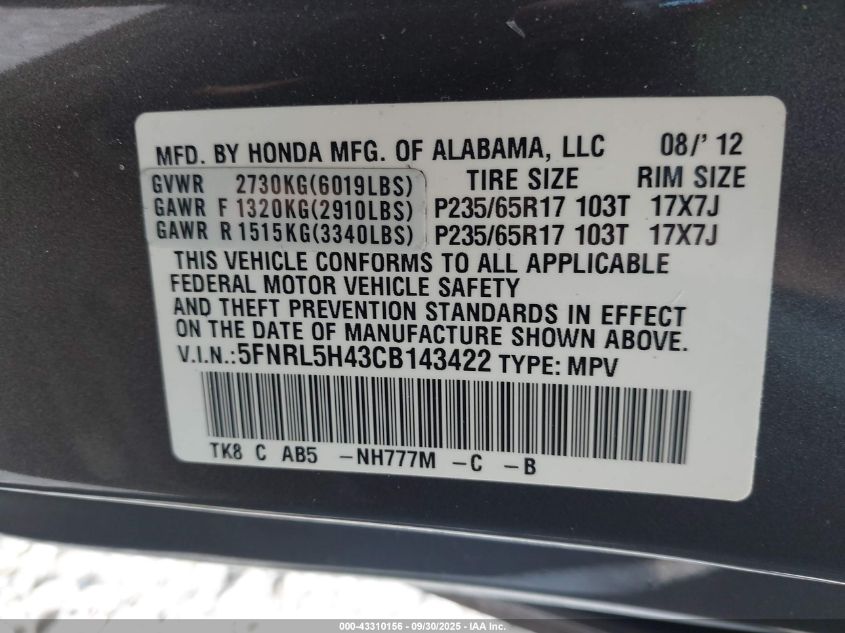 MFD. BY HONDA MFG. OF ALABAMA, LLC 08/' 12
GVWR 2730KG(6019LBS) TIRE SIZE RIM SIZE
GAWR F 1320KG(2910LBS) P235/65R17 103T 17X7J
GAWR R 1515KG(3340LBS) P235/65R17 103T 17X7J
THIS VEHICLE CONFORMS TO ALL APPLICABLE
FEDERAL MOTOR VEHICLE SAFETY
AND THEFT PREVENTION STANDARDS IN EFFECT
ON THE DATE OF MANUFACTURE SHOWN ABOVE.
V.I.N.:5FNRL5H43CB143422 TYPE: MPV
TK8 C AB5 -NH777M -C -B
000-43310156 - 09/30/2025 - IAA Inc.